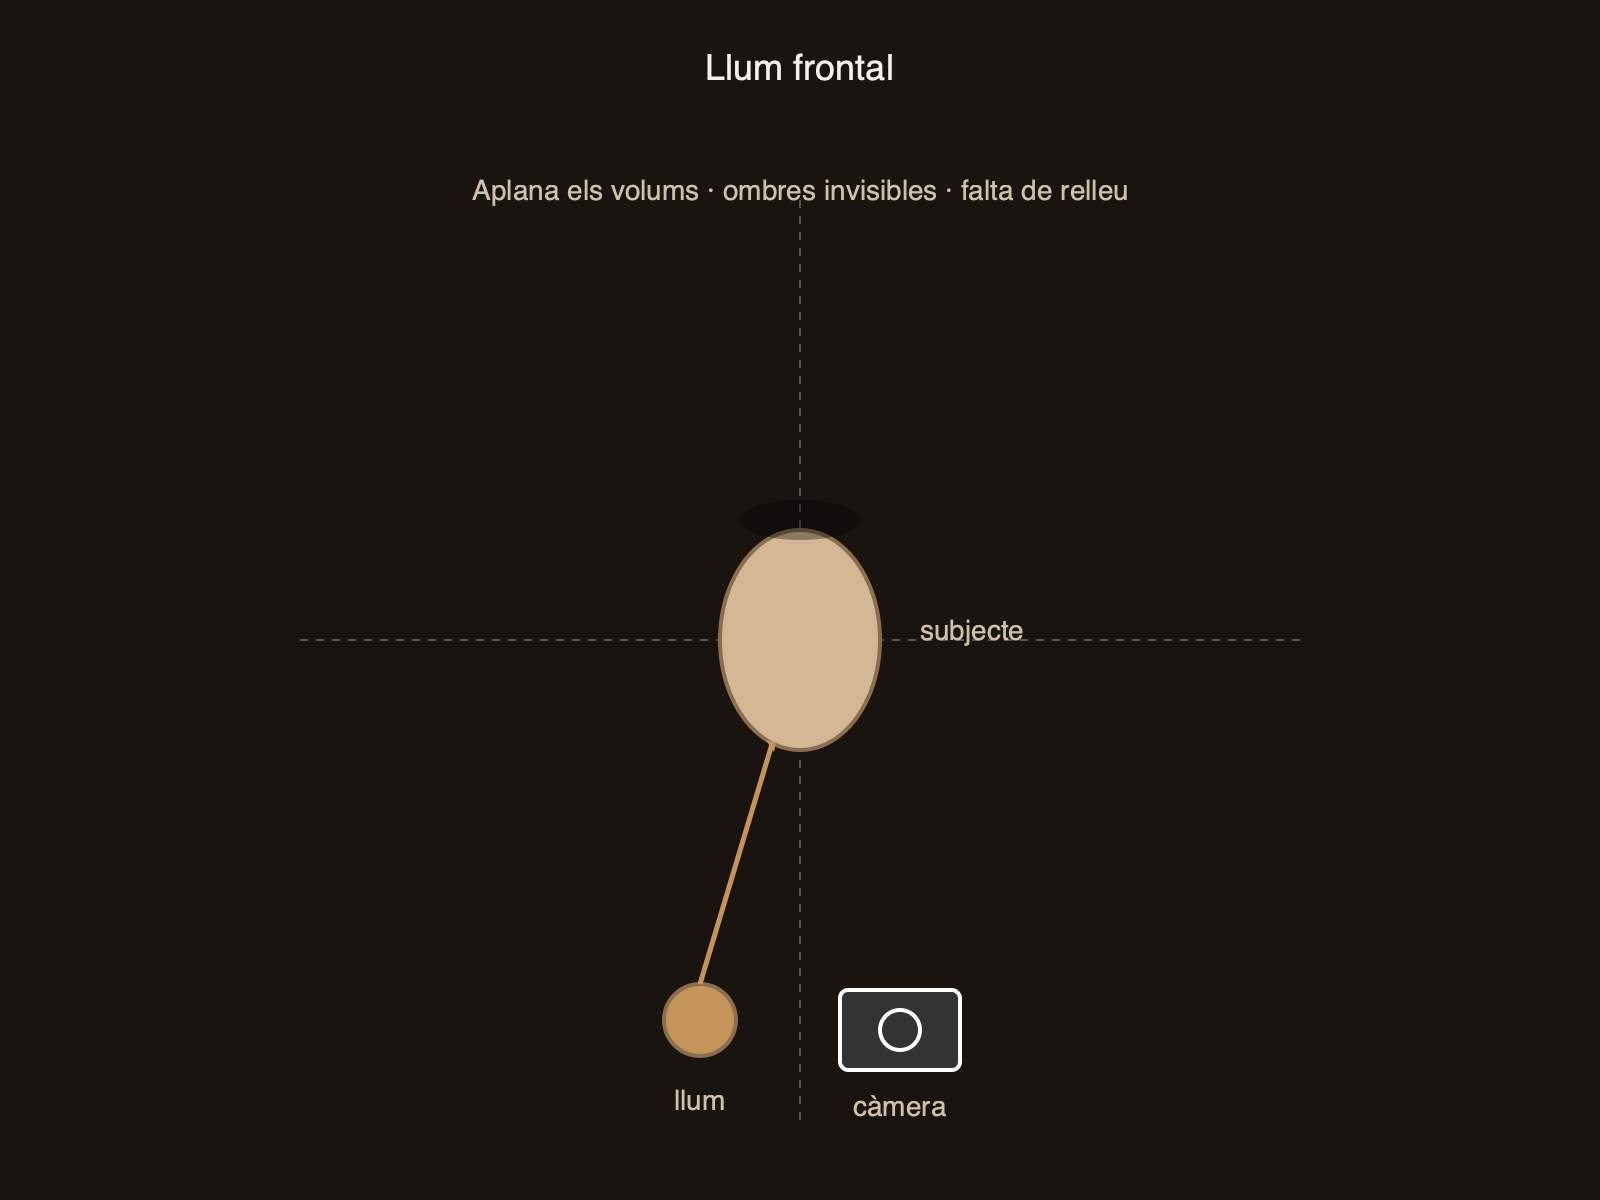 Llum frontal
Aplana els volums · ombres invisibles · falta de relleu
subjecte
llum
càmera